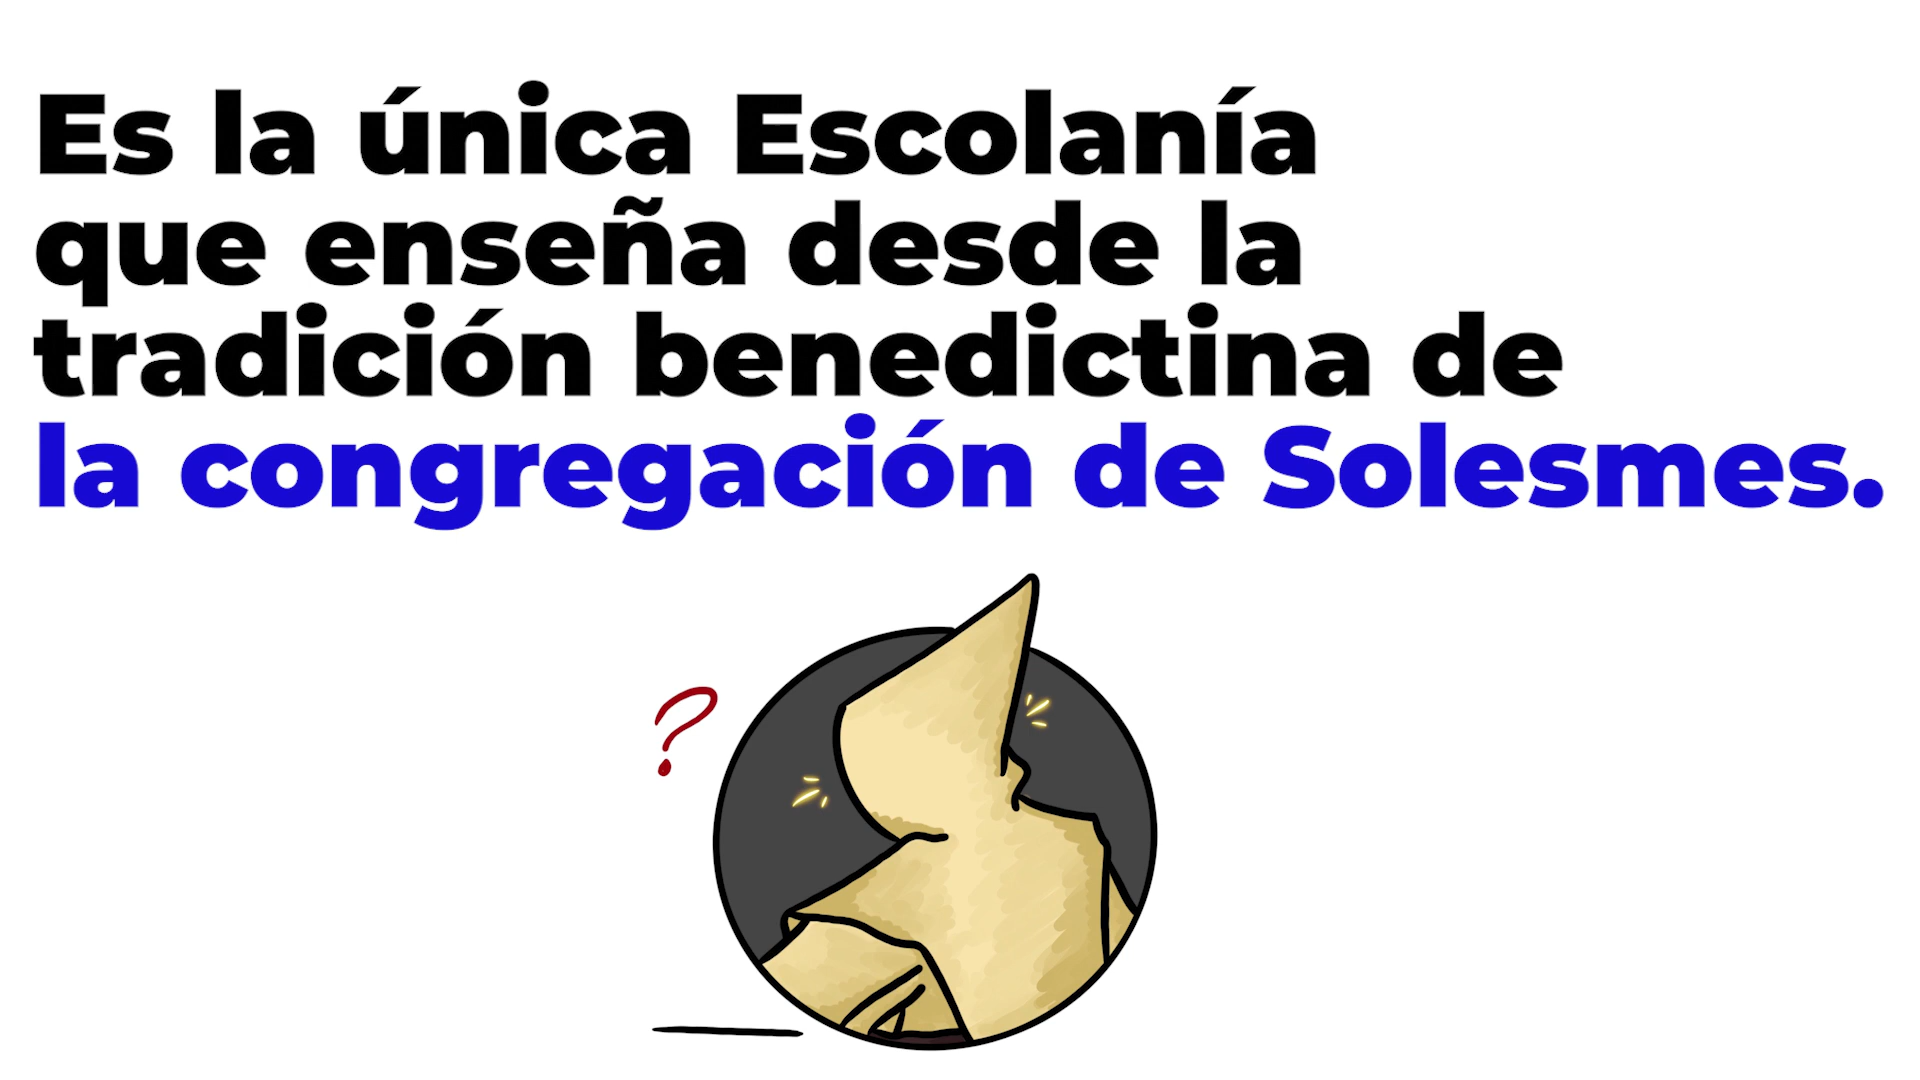 Es la única Escolanía
que enseña desde la
tradición benedictina de
la congregación de Solesmes.
?